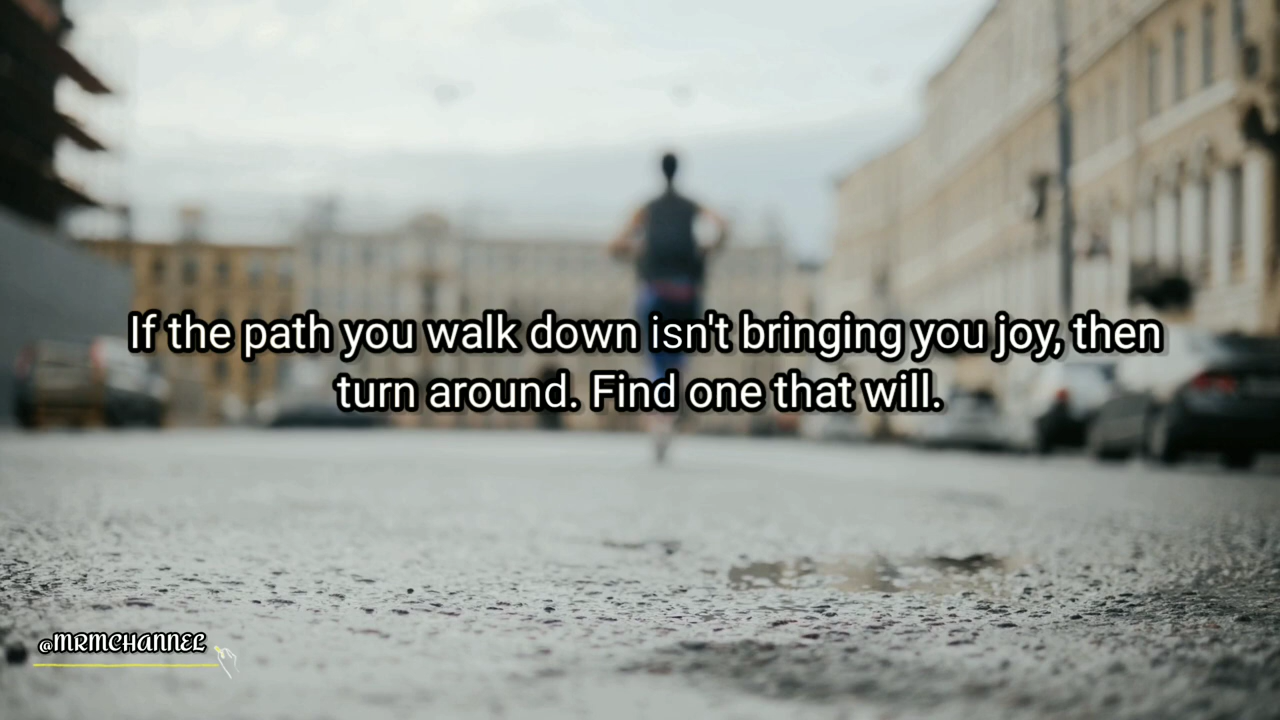 If the path you walk down isn't bringing you joy, then
turn around. Find one that will.
@MRMCHANNEL